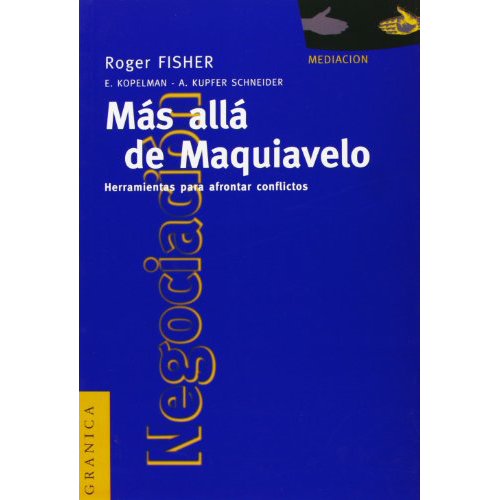 Roger FISHER
MEDIACION
E. KOPELMAN - A. KUPFER SCHNEIDER
Más allá
de Maquiavelo
Herramientas para afrontar conflictos
Negociación
GRANICA